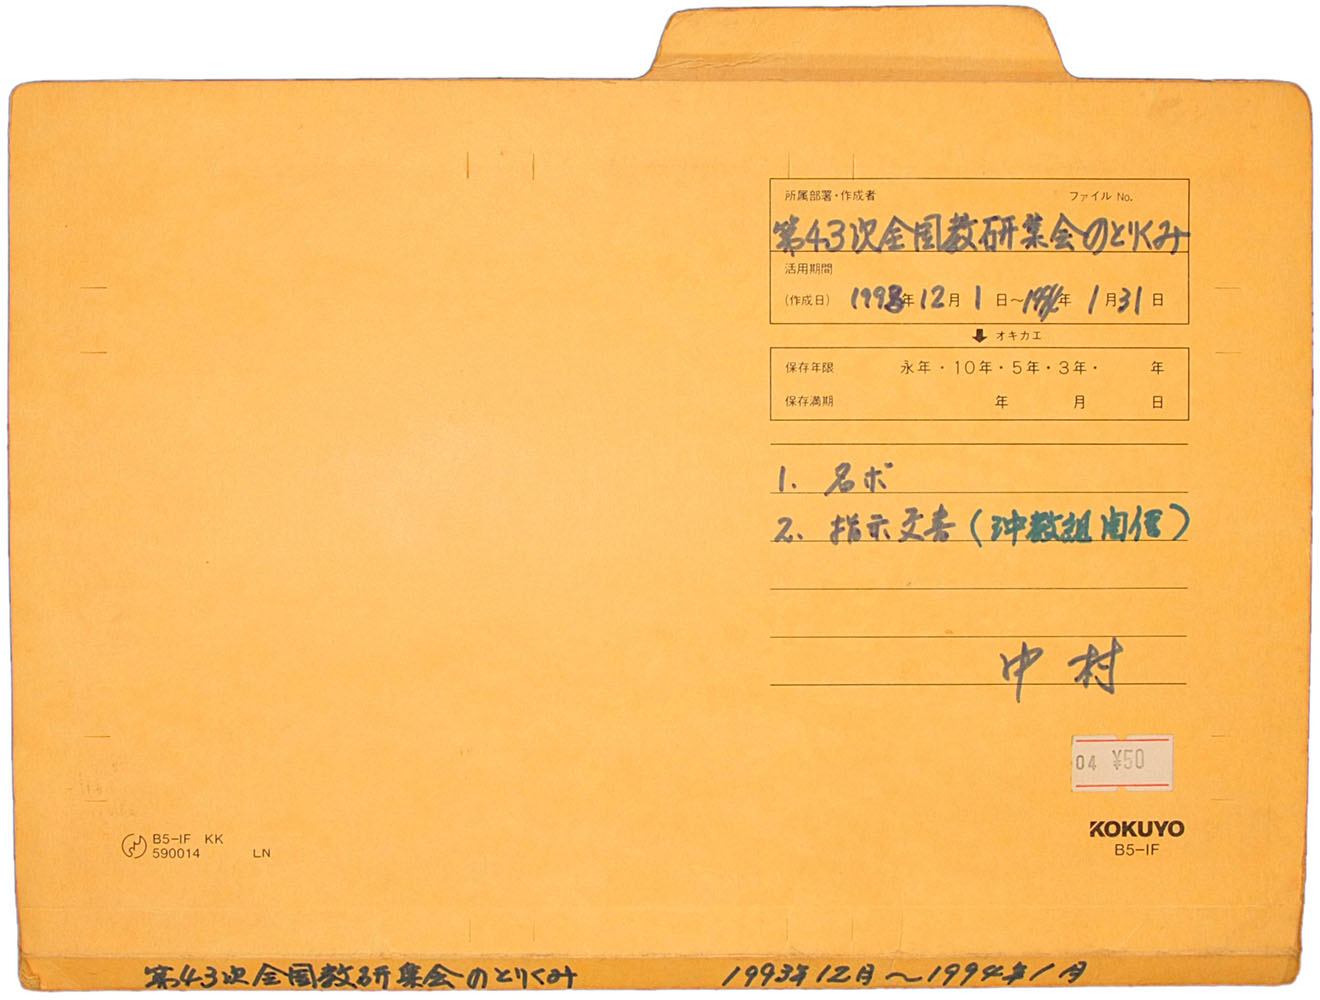 所属部署・作成者 ファイル No.
第43次全国教研集会のとりくみ
活用期間
(作成日) 1993年12月1日～1994年1月31日
オキカエ
保存年限 永年・10年・5年・3年・ 年
保存満期 年 月 日
1. 名ボ
2. 指示文書(沖教組関係)
中村
04 ¥50
KOKUYO
B5-IF
B5-IF KK
590014 LN
第43次全国教研集会のとりくみ 1993年12月～1994年1月